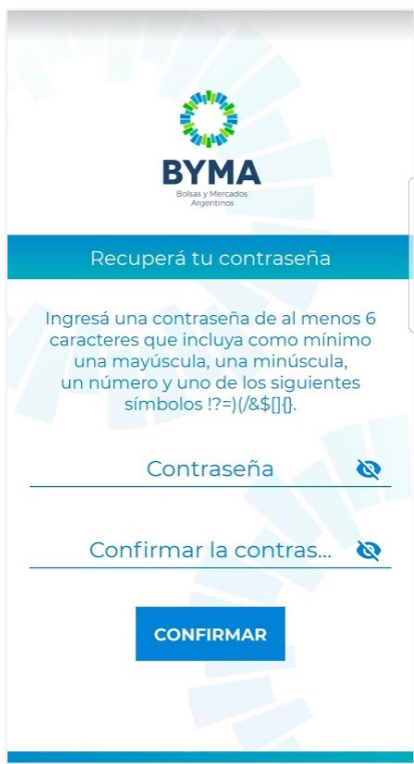 BYMA
Bolsas y Mercados
Argentinos
Recuperá tu contraseña
Ingresá una contraseña de al menos 6
caracteres que incluya como mínimo
una mayúscula, una minúscula,
un número y uno de los siguientes
símbolos !?=)(/&$[]{}.
Contraseña
Confirmar la contras...
CONFIRMAR